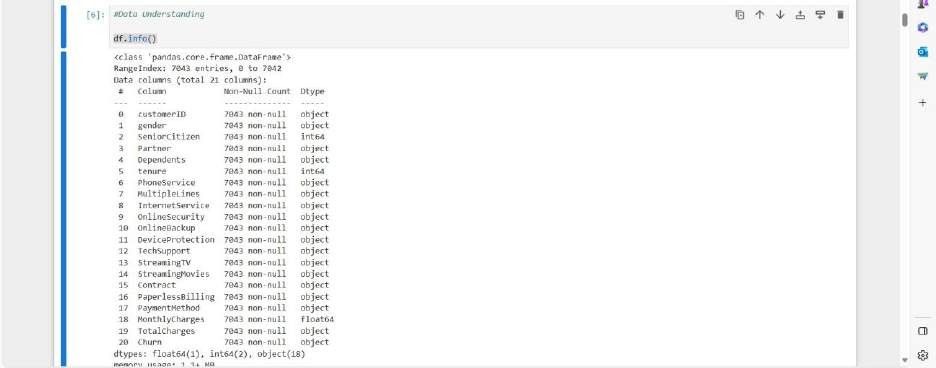 [6]: #Data Understanding
df.info()
<class 'pandas.core.frame.DataFrame'>
RangeIndex: 7043 entries, 0 to 7042
Data columns (total 21 columns):
# Column Non-Null Count Dtype
--- ------ -------------- -----
0 customerID 7043 non-null object
1 gender 7043 non-null object
2 SeniorCitizen 7043 non-null int64
3 Partner 7043 non-null object
4 Dependents 7043 non-null object
5 tenure 7043 non-null int64
6 PhoneService 7043 non-null object
7 MultipleLines 7043 non-null object
8 InternetService 7043 non-null object
9 OnlineSecurity 7043 non-null object
10 OnlineBackup 7043 non-null object
11 DeviceProtection 7043 non-null object
12 TechSupport 7043 non-null object
13 StreamingTV 7043 non-null object
14 StreamingMovies 7043 non-null object
15 Contract 7043 non-null object
16 PaperlessBilling 7043 non-null object
17 PaymentMethod 7043 non-null object
18 MonthlyCharges 7043 non-null float64
19 TotalCharges 7043 non-null object
20 Churn 7043 non-null object
dtypes: float64(1), int64(2), object(18)
memory usage: 1.1+ MB